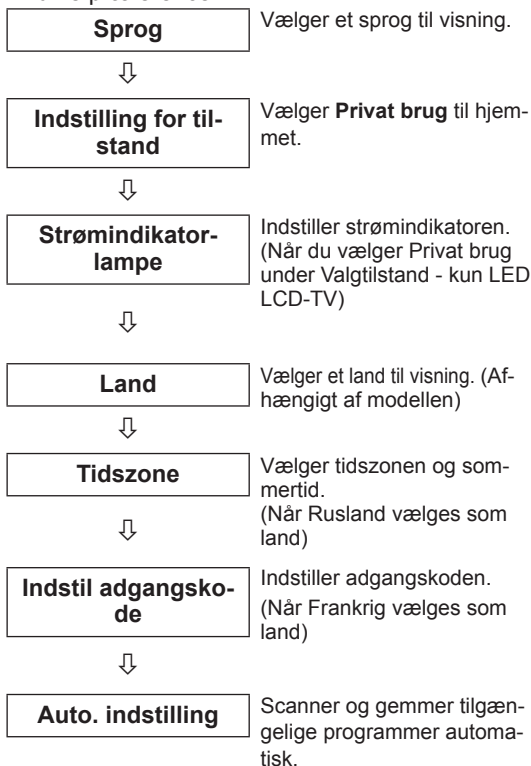 Sprog
Vælger et sprog til visning.
Indstilling for til-
stand
Vælger Privat brug til hjem-
met.
Strømindikator-
lampe
Indstiller strømindikatoren.
(Når du vælger Privat brug
under Valgtilstand - kun LED
LCD-TV)
Land
Vælger et land til visning. (Af-
hængigt af modellen)
Tidszone
Vælger tidszonen og som-
mertid.
(Når Rusland vælges som
land)
Indstil adgangsko-
de
Indstiller adgangskoden.
(Når Frankrig vælges som
land)
Auto. indstilling
Scanner og gemmer tilgæn-
gelige programmer automa-
tisk.